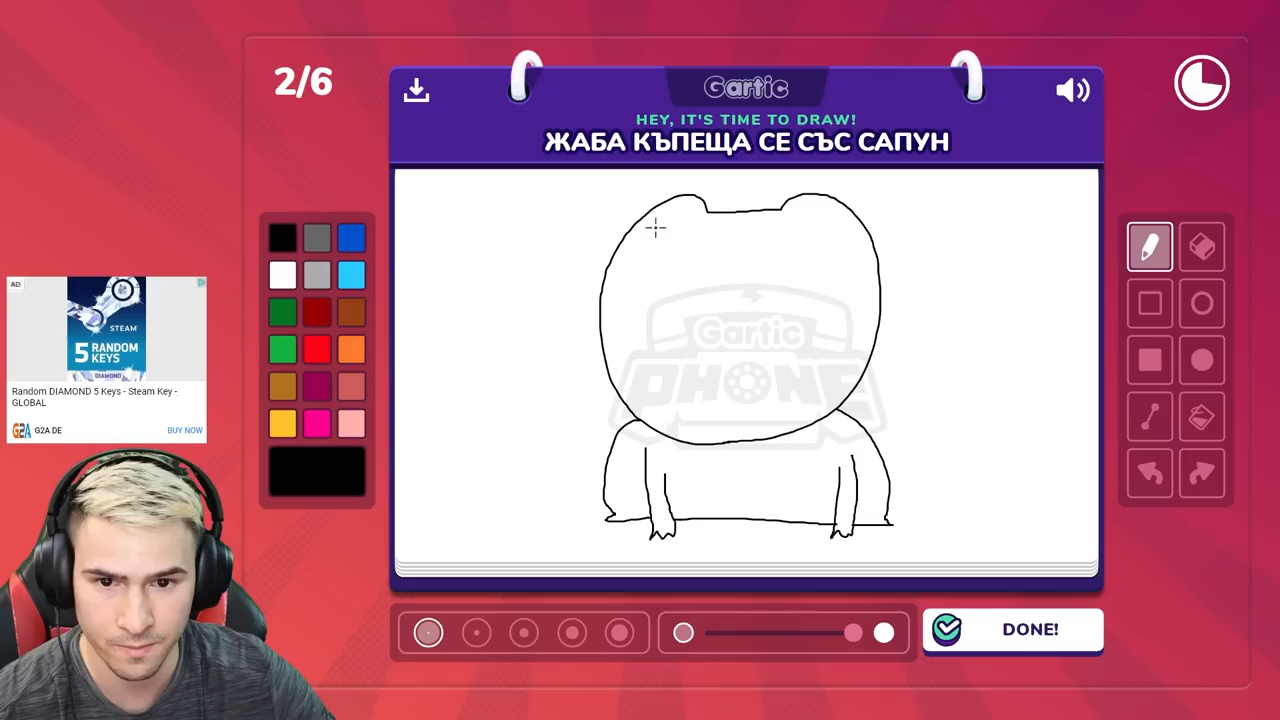 2/6
Gartic
HEY, IT'S TIME TO DRAW!
ЖАБА КЪПЕЩА СЕ СЪС САПУН
Gartic
PHONE
AD
STEAM
5 RANDOM
KEYS
DIAMOND
Random DIAMOND 5 Keys - Steam Key -
GLOBAL
G2A
G2A DE
BUY NOW
DONE!